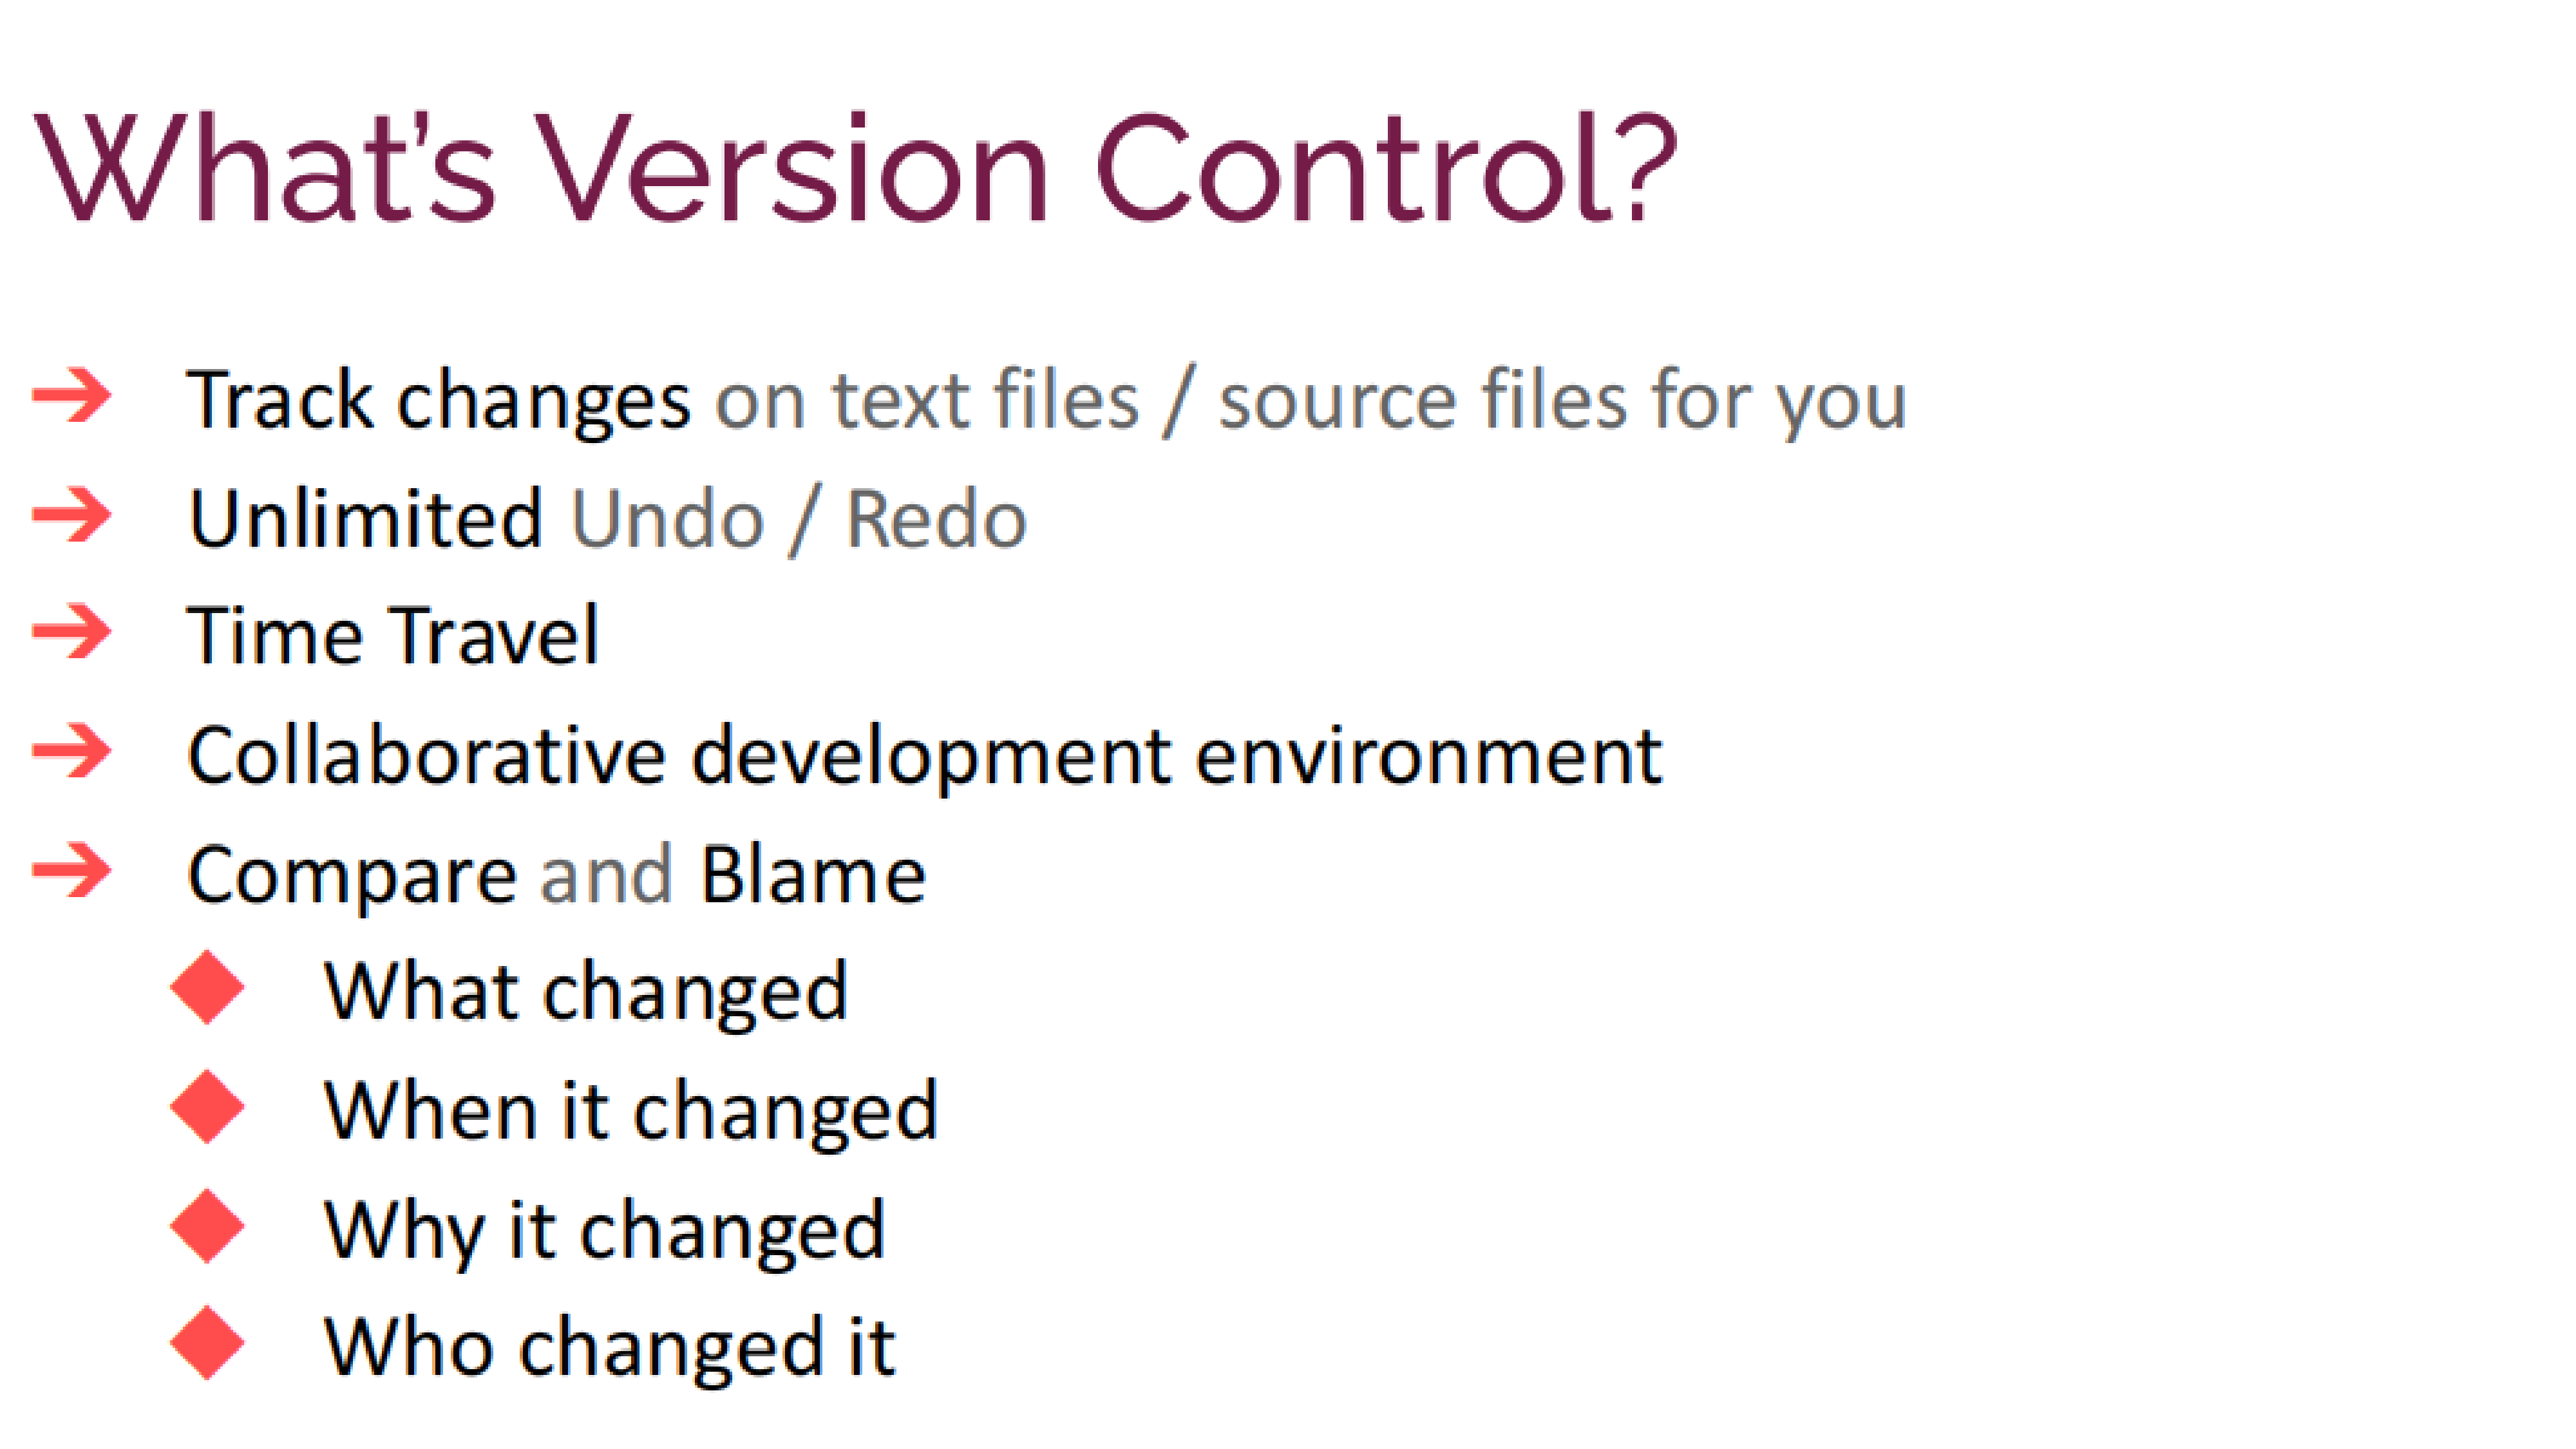 What’s Version Control?
➔ Track changes on text files / source files for you
➔ Unlimited Undo / Redo
➔ Time Travel
➔ Collaborative development environment
➔ Compare and Blame
◆ What changed
◆ When it changed
◆ Why it changed
◆ Who changed it